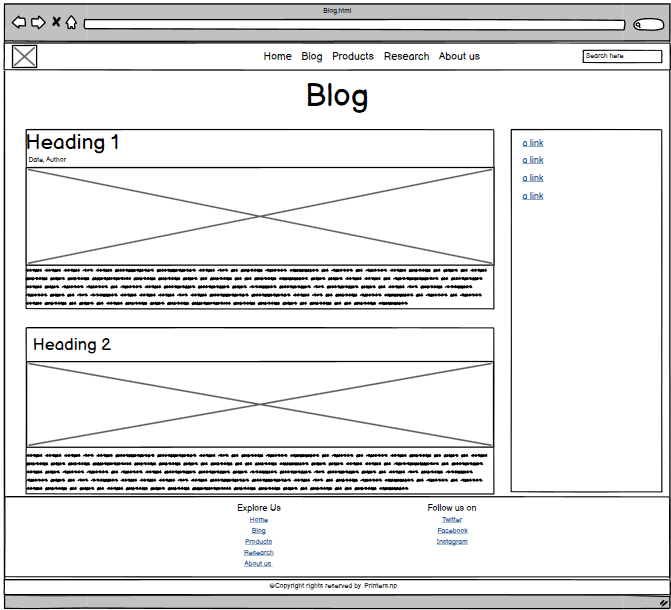 Blog.html
Home Blog Products Research About us
Search here
Blog
Heading 1
Date, Author
a link
a link
a link
a link
Heading 2
Explore Us
Home
Blog
Products
Research
About us
Follow us on
Twitter
Facebook
Instagram
©Copyright rights reserved by Printers.np